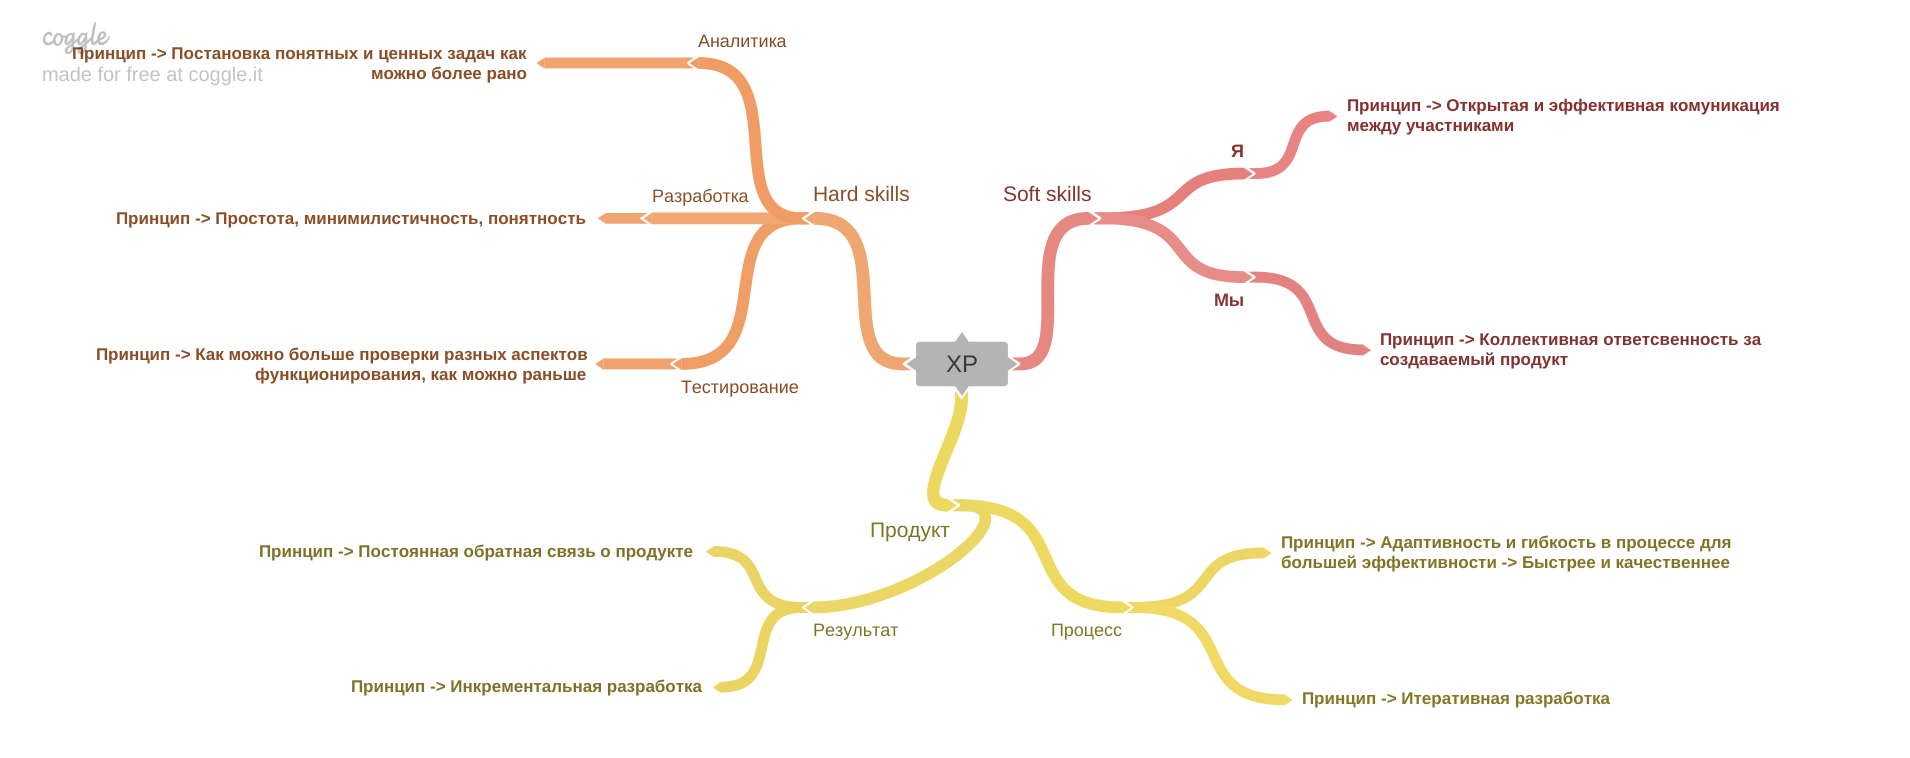 coggle
made for free at coggle.it
Принцип -> Постановка понятных и ценных задач как
можно более рано
Аналитика
Принцип -> Простота, минимилистичность, понятность
Разработка
Hard skills
Принцип -> Как можно больше проверки разных аспектов
функционирования, как можно раньше
Тестирование
XP
Soft skills
Я
Принцип -> Открытая и эффективная комуникация
между участниками
Мы
Принцип -> Коллективная ответсвенность за
создаваемый продукт
Продукт
Принцип -> Постоянная обратная связь о продукте
Результат
Принцип -> Инкрементальная разработка
Процесс
Принцип -> Адаптивность и гибкость в процессе для
большей эффективности -> Быстрее и качественнее
Принцип -> Итеративная разработка